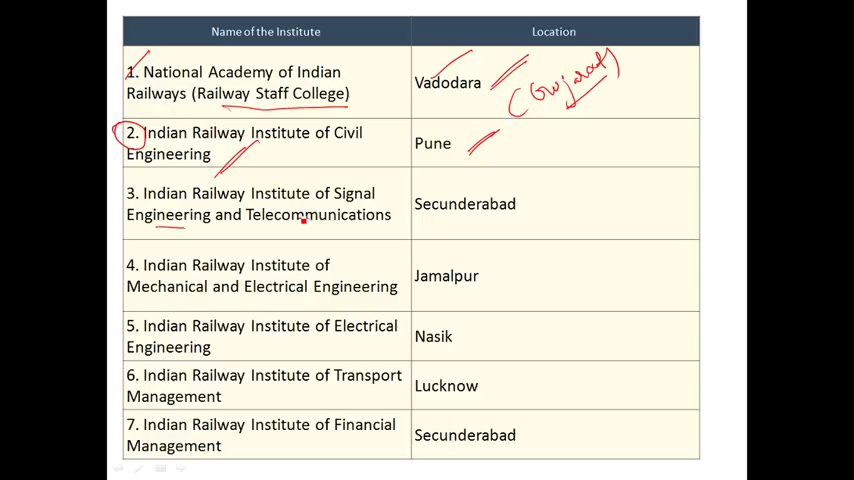 Name of the Institute
Location
1. National Academy of Indian
Railways (Railway Staff College)
Vadodara
(Gujarat)
2. Indian Railway Institute of Civil
Engineering
Pune
3. Indian Railway Institute of Signal
Engineering and Telecommunications
Secunderabad
4. Indian Railway Institute of
Mechanical and Electrical Engineering
Jamalpur
5. Indian Railway Institute of Electrical
Engineering
Nasik
6. Indian Railway Institute of Transport
Management
Lucknow
7. Indian Railway Institute of Financial
Management
Secunderabad